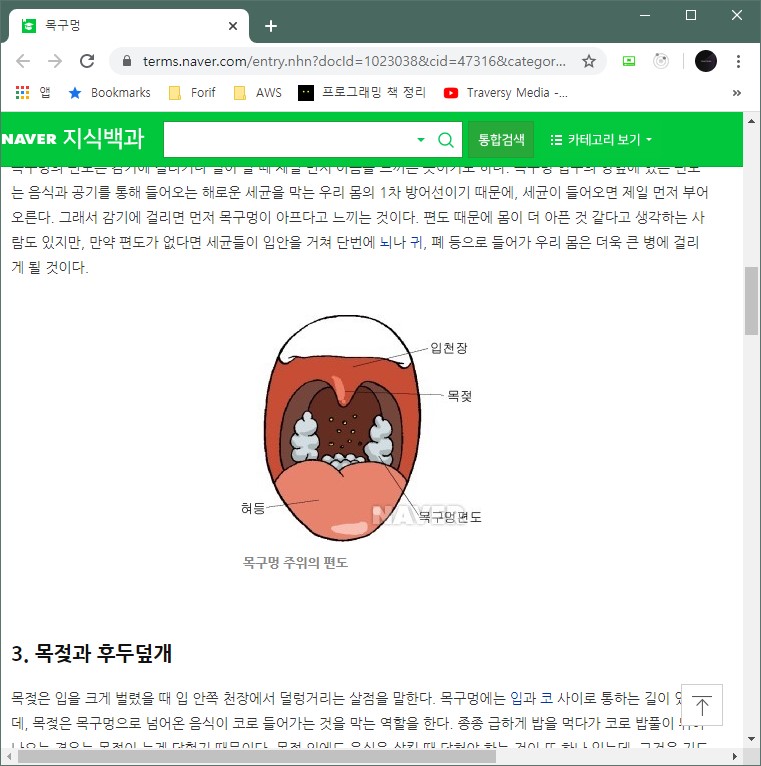 목구멍
terms.naver.com/entry.nhn?docId=1023038&cid=47316&categor...
앱 Bookmarks Forif AWS 프로그래밍 책 정리 Traversy Media -...
NAVER 지식백과 통합검색 카테고리 보기
는 음식과 공기를 통해 들어오는 해로운 세균을 막는 우리 몸의 1차 방어선이기 때문에, 세균이 들어오면 제일 먼저 부어
오른다. 그래서 감기에 걸리면 먼저 목구멍이 아프다고 느끼는 것이다. 편도 때문에 몸이 더 아픈 것 같다고 생각하는 사
람도 있지만, 만약 편도가 없다면 세균들이 입안을 거쳐 단번에 뇌나 귀, 폐 등으로 들어가 우리 몸은 더욱 큰 병에 걸리
게 될 것이다.
입천장
목젖
혀등
NAVER
목구멍편도
목구멍 주위의 편도
3. 목젖과 후두덮개
목젖은 입을 크게 벌렸을 때 입 안쪽 천장에서 덜렁거리는 살점을 말한다. 목구멍에는 입과 코 사이로 통하는 길이
데, 목젖은 목구멍으로 넘어온 음식이 코로 들어가는 것을 막는 역할을 한다. 종종 급하게 밥을 먹다가 코로 밥풀이